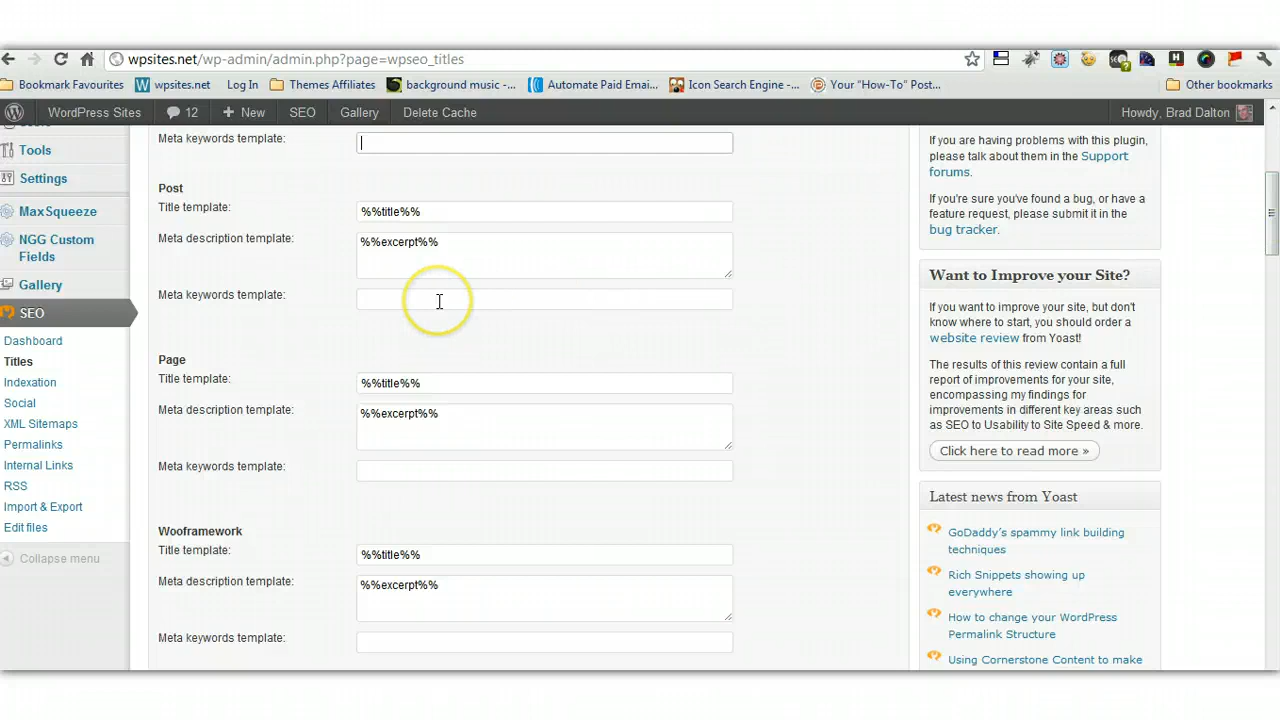 wpsites.net/wp-admin/admin.php?page=wpseo_titles
Bookmark Favourites
wpsites.net
Log In
Themes Affiliates
background music -...
Automate Paid Email...
Icon Search Engine -...
Your "How-To" Post...
Other bookmarks
WordPress Sites
12
+ New
SEO
Gallery
Delete Cache
Howdy, Brad Dalton
Tools
Settings
MaxSqueeze
NGG Custom
Fields
Gallery
SEO
Dashboard
Titles
Indexation
Social
XML Sitemaps
Permalinks
Internal Links
RSS
Import & Export
Edit files
Collapse menu
Meta keywords template:
Post
Title template:
%%title%%
Meta description template:
%%excerpt%%
Meta keywords template:
Page
Title template:
%%title%%
Meta description template:
%%excerpt%%
Meta keywords template:
Wooframework
Title template:
%%title%%
Meta description template:
%%excerpt%%
Meta keywords template:
If you are having problems with this plugin,
please talk about them in the Support
forums.
If you're sure you've found a bug, or have a
feature request, please submit it in the
bug tracker.
Want to Improve your Site?
If you want to improve your site, but don't
know where to start, you should order a
website review from Yoast!
The results of this review contain a full
report of improvements for your site,
encompassing my findings for
improvements in different key areas such
as SEO to Usability to Site Speed & more.
Click here to read more »
Latest news from Yoast
GoDaddy's spammy link building
techniques
Rich Snippets showing up
everywhere
How to change your WordPress
Permalink Structure
Using Cornerstone Content to make